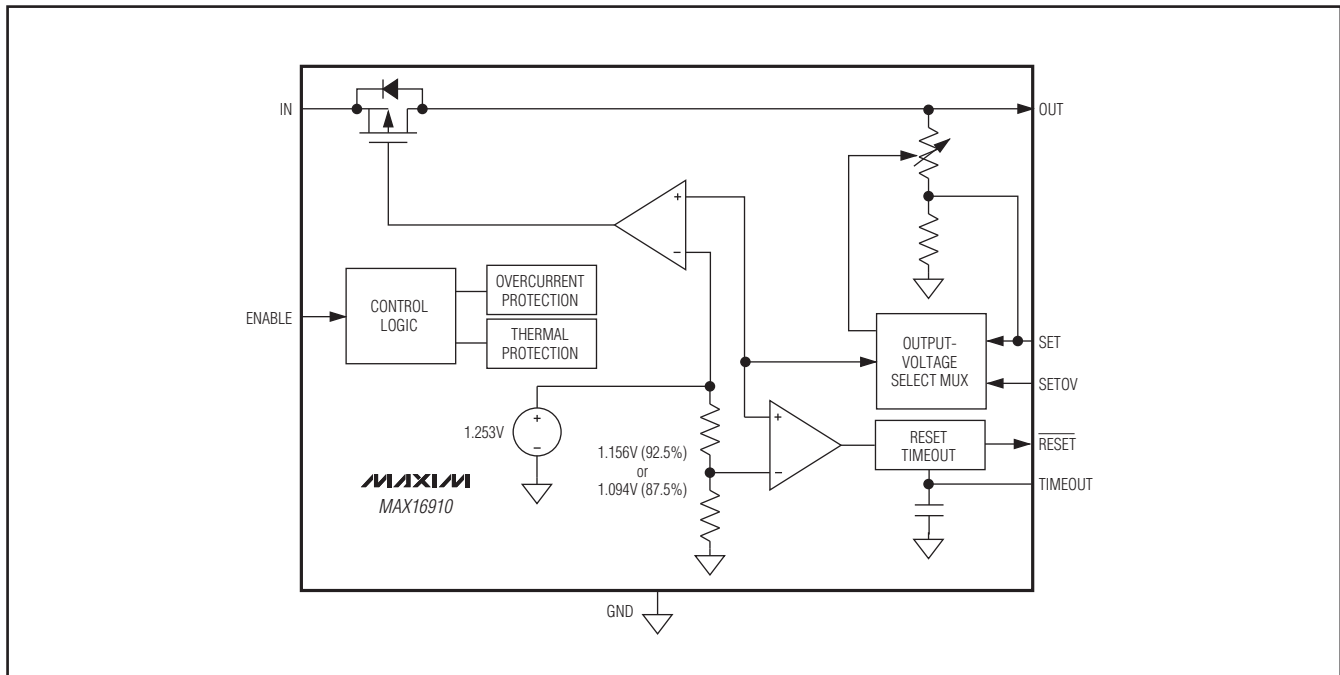 IN
OUT
+
−
OVERCURRENT
PROTECTION
CONTROL
LOGIC
THERMAL
PROTECTION
ENABLE
OUTPUT-
VOLTAGE
SELECT MUX
SET
SETOV
+
−
1.253V
1.156V (92.5%)
or
1.094V (87.5%)
+
−
RESET
TIMEOUT
RESET
TIMEOUT
MAXIM
MAX16910
GND